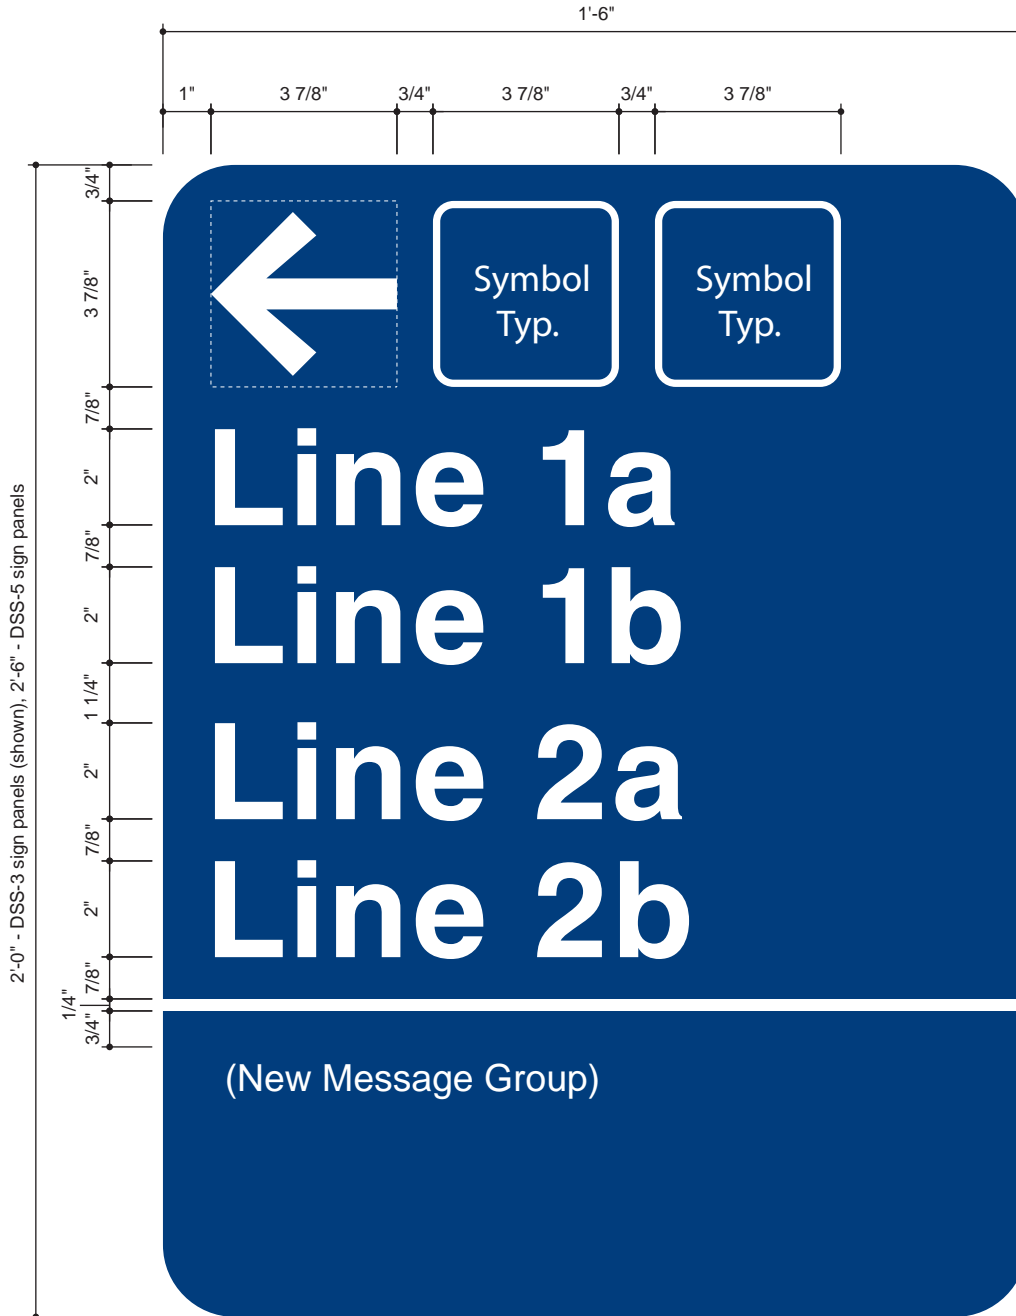 1'-6"
1" 3 7/8" 3/4" 3 7/8" 3/4" 3 7/8"
3/4"
3 7/8"
7/8"
2"
7/8"
2"
1 1/4"
2"
7/8"
2"
7/8"
1/4"
3/4"
2'-0" - DSS-3 sign panels (shown), 2'-6" - DSS-5 sign panels
Symbol
Typ.
Symbol
Typ.
Line 1a
Line 1b
Line 2a
Line 2b
(New Message Group)